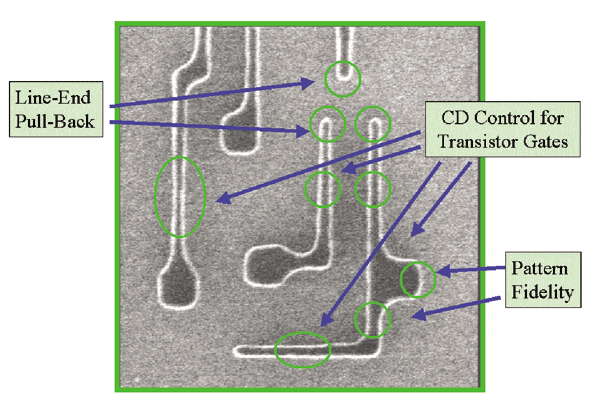 Line-End
Pull-Back
CD Control for
Transistor Gates
Pattern
Fidelity